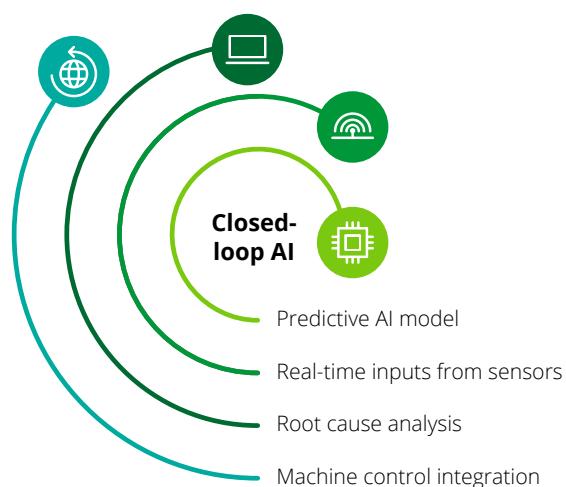 Closed-
loop AI
Predictive AI model
Real-time inputs from sensors
Root cause analysis
Machine control integration